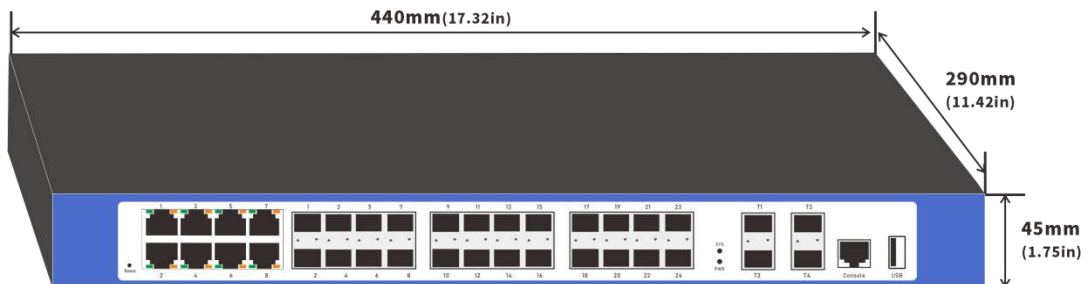 440mm(17.32in)
290mm
(11.42in)
45mm
(1.75in)
1 3 5 7 1 3 5 7 9 11 13 15 17 19 21 23 T1 T3
SYS
PWR
Reset 2 4 6 8 2 4 6 8 10 12 14 16 18 20 22 24 T2 T4 Console USB